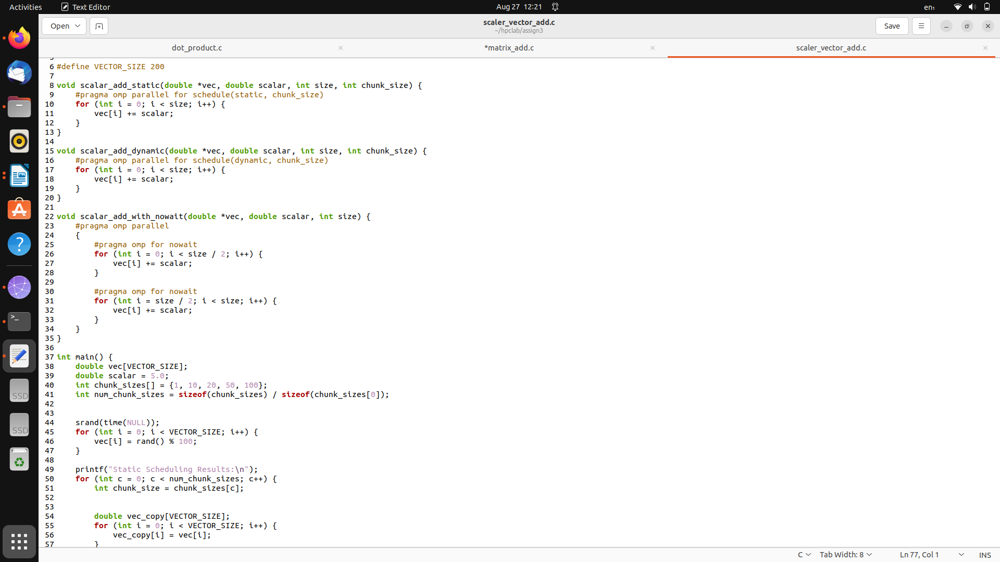 Activities Text Editor Aug 27 12:21 en₁
Open scaler_vector_add.c Save
~/hpclab/assign3
dot_product.c *matrix_add.c scaler_vector_add.c
6 #define VECTOR_SIZE 200
7
8 void scalar_add_static(double *vec, double scalar, int size, int chunk_size) {
9     #pragma omp parallel for schedule(static, chunk_size)
10     for (int i = 0; i < size; i++) {
11         vec[i] += scalar;
12     }
13 }
14
15 void scalar_add_dynamic(double *vec, double scalar, int size, int chunk_size) {
16     #pragma omp parallel for schedule(dynamic, chunk_size)
17     for (int i = 0; i < size; i++) {
18         vec[i] += scalar;
19     }
20 }
21
22 void scalar_add_with_nowait(double *vec, double scalar, int size) {
23     #pragma omp parallel
24     {
25         #pragma omp for nowait
26         for (int i = 0; i < size / 2; i++) {
27             vec[i] += scalar;
28         }
29
30         #pragma omp for nowait
31         for (int i = size / 2; i < size; i++) {
32             vec[i] += scalar;
33         }
34     }
35 }
36
37 int main() {
38     double vec[VECTOR_SIZE];
39     double scalar = 5.0;
40     int chunk_sizes[] = {1, 10, 20, 50, 100};
41     int num_chunk_sizes = sizeof(chunk_sizes) / sizeof(chunk_sizes[0]);
42
43
44     srand(time(NULL));
45     for (int i = 0; i < VECTOR_SIZE; i++) {
46         vec[i] = rand() % 100;
47     }
48
49     printf("Static Scheduling Results:\n");
50     for (int c = 0; c < num_chunk_sizes; c++) {
51         int chunk_size = chunk_sizes[c];
52
53
54         double vec_copy[VECTOR_SIZE];
55         for (int i = 0; i < VECTOR_SIZE; i++) {
56             vec_copy[i] = vec[i];
57         }
SSD
SSD
C Tab Width: 8 Ln 77, Col 1 INS